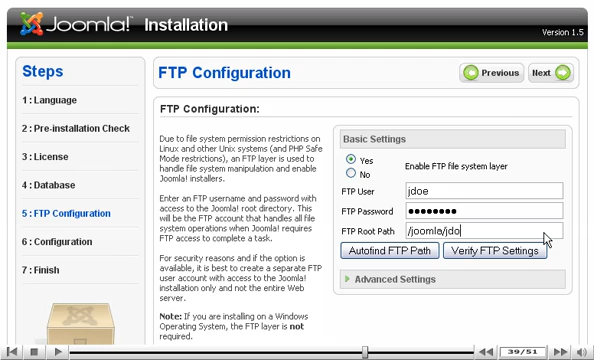 Joomla! Installation
Version 1.5
Steps
1 : Language
2 : Pre-installation Check
3 : License
4 : Database
5 : FTP Configuration
6 : Configuration
7 : Finish
FTP Configuration
Previous
Next
FTP Configuration:
Due to file system permission restrictions on
Linux and other Unix systems (and PHP Safe
Mode restrictions), an FTP layer is used to
handle file system manipulation and enable
Joomla! installers.
Enter an FTP username and password with
access to the Joomla! root directory. This
will be the FTP account that handles all file
system operations when Joomla! requires
FTP access to complete a task.
For security reasons and if the option is
available, it is best to create a separate FTP
user account with access to the Joomla!
installation only and not the entire Web
server.
Note: If you are installing on a Windows
Operating System, the FTP layer is not
required.
Basic Settings
Yes
No
Enable FTP file system layer
FTP User
jdoe
FTP Password
FTP Root Path
/joomla/jdo
Autofind FTP Path
Verify FTP Settings
Advanced Settings
39/51